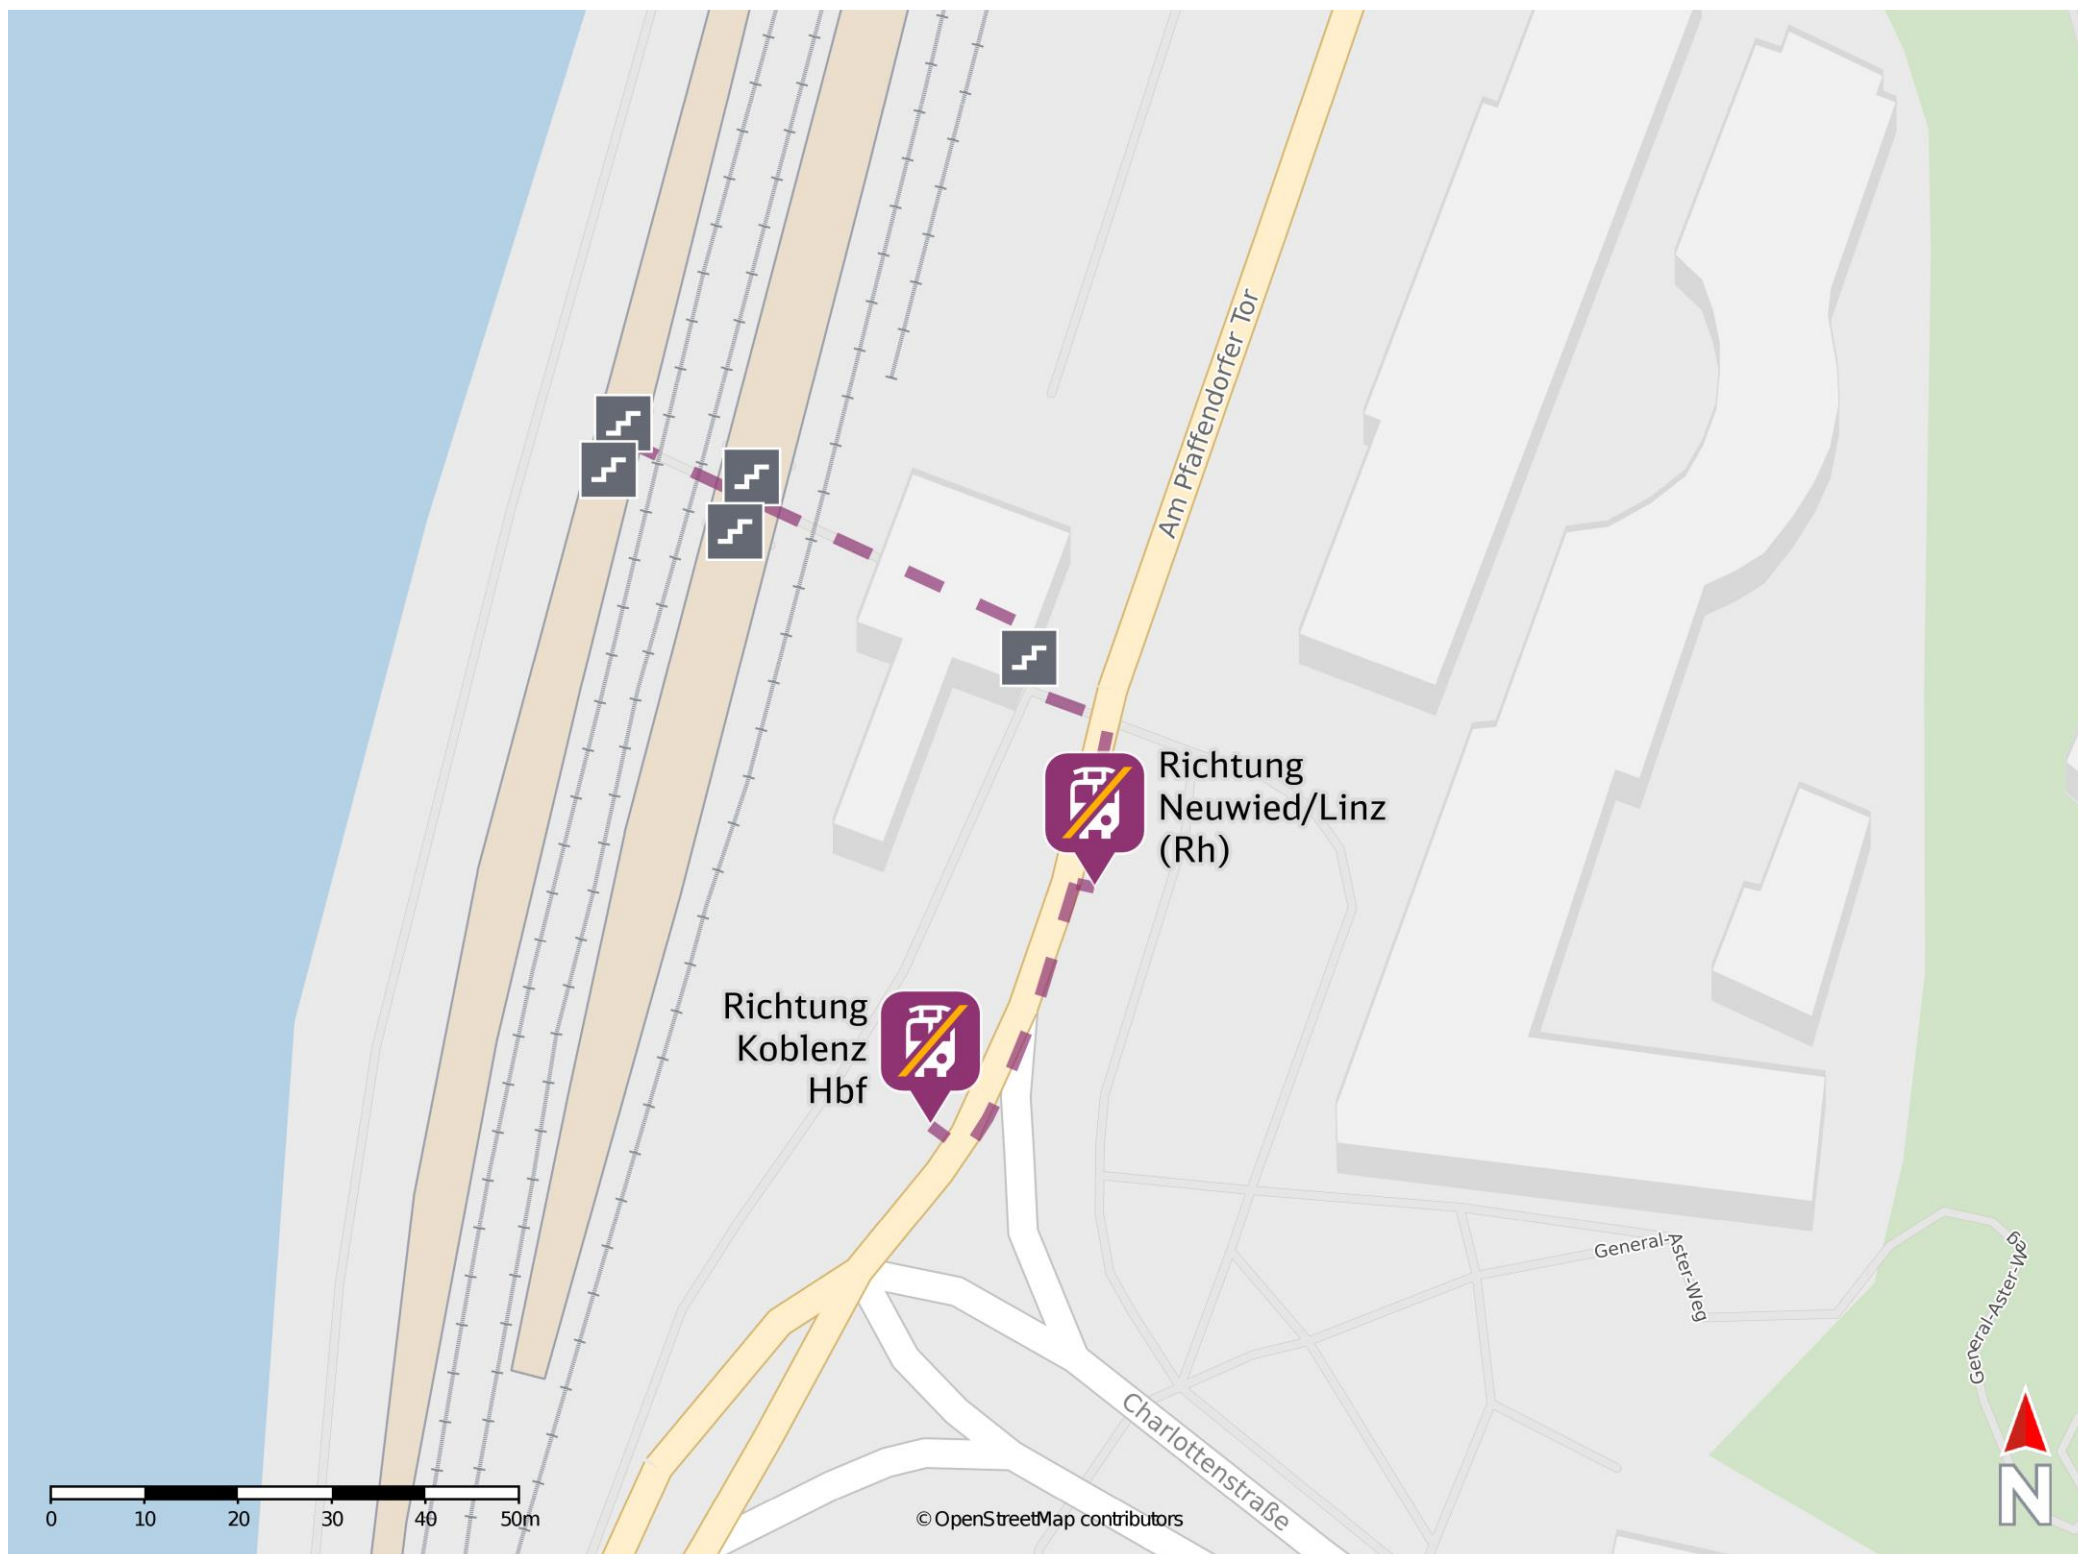 Am Pfaffendorfer Tor
Richtung
Neuwied/Linz
(Rh)
Richtung
Koblenz
Hbf
General-Aster-Weg
General-Aster-Weg
Charlottenstraße
0 10 20 30 40 50m
© OpenStreetMap contributors
N